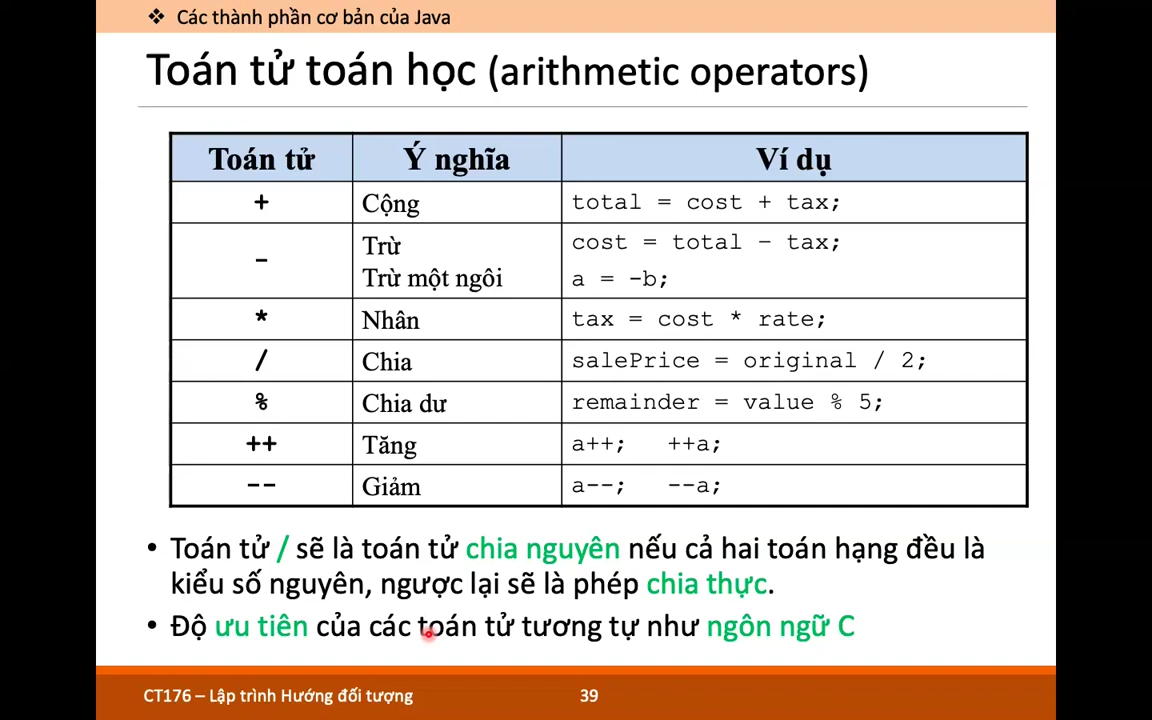 ❖ Các thành phần cơ bản của Java
Toán tử toán học (arithmetic operators)
Toán tử Ý nghĩa Ví dụ
+ Cộng total = cost + tax;
- Trừ cost = total – tax;
Trừ một ngôi a = -b;
* Nhân tax = cost * rate;
/ Chia salePrice = original / 2;
% Chia dư remainder = value % 5;
++ Tăng a++; ++a;
-- Giảm a--; --a;
• Toán tử / sẽ là toán tử chia nguyên nếu cả hai toán hạng đều là
kiểu số nguyên, ngược lại sẽ là phép chia thực.
• Độ ưu tiên của các toán tử tương tự như ngôn ngữ C
CT176 – Lập trình Hướng đối tượng 39